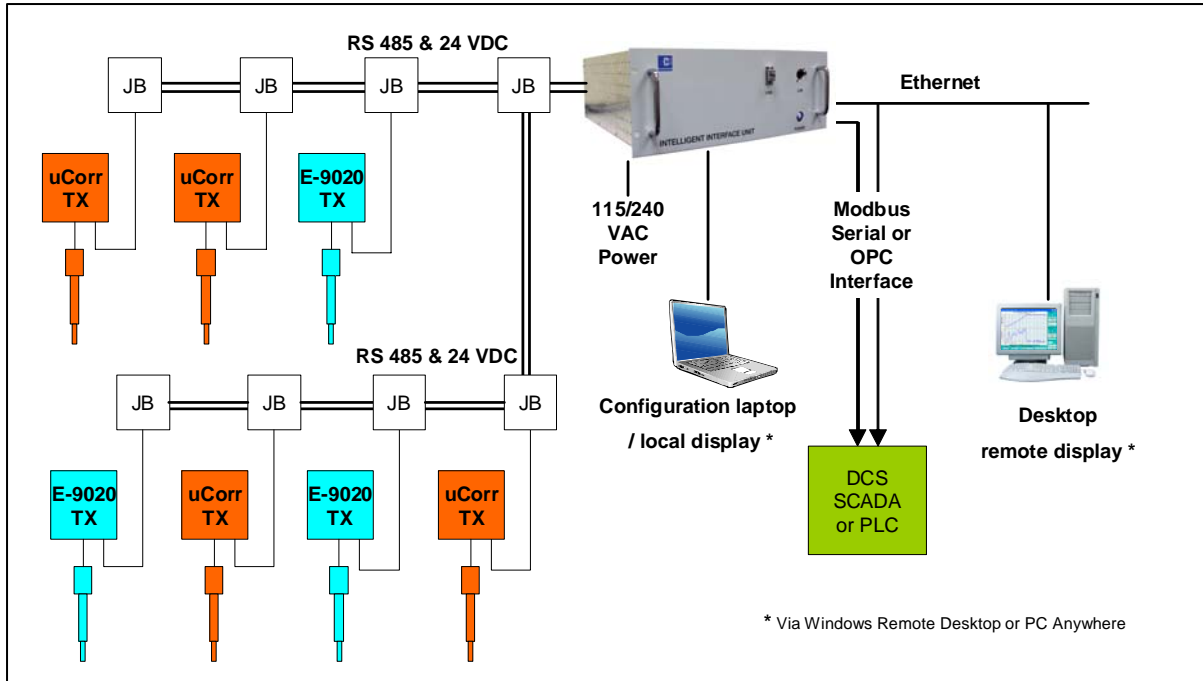 RS 485 & 24 VDC
JB
JB
JB
JB
C
INTELLIGENT INTERFACE UNIT
Ethernet
uCorr
TX
uCorr
TX
E-9020
TX
115/240
VAC
Power
Modbus
Serial or
OPC
Interface
RS 485 & 24 VDC
JB
JB
JB
JB
Configuration laptop
/ local display *
Desktop
remote display *
E-9020
TX
uCorr
TX
E-9020
TX
uCorr
TX
DCS
SCADA
or PLC
* Via Windows Remote Desktop or PC Anywhere